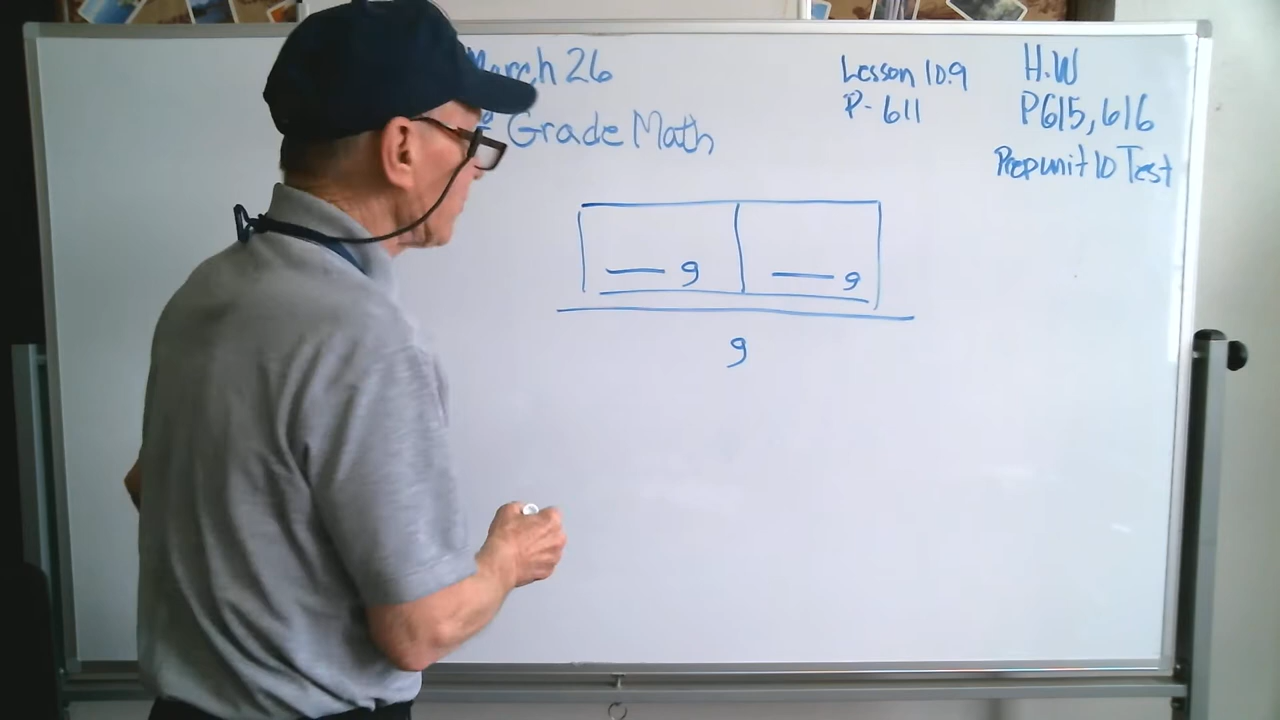 March 26
Grade Math
Lesson 10.9
P- 611
H.W
P615, 616
Prep unit 10 Test
___ g ___ g
g